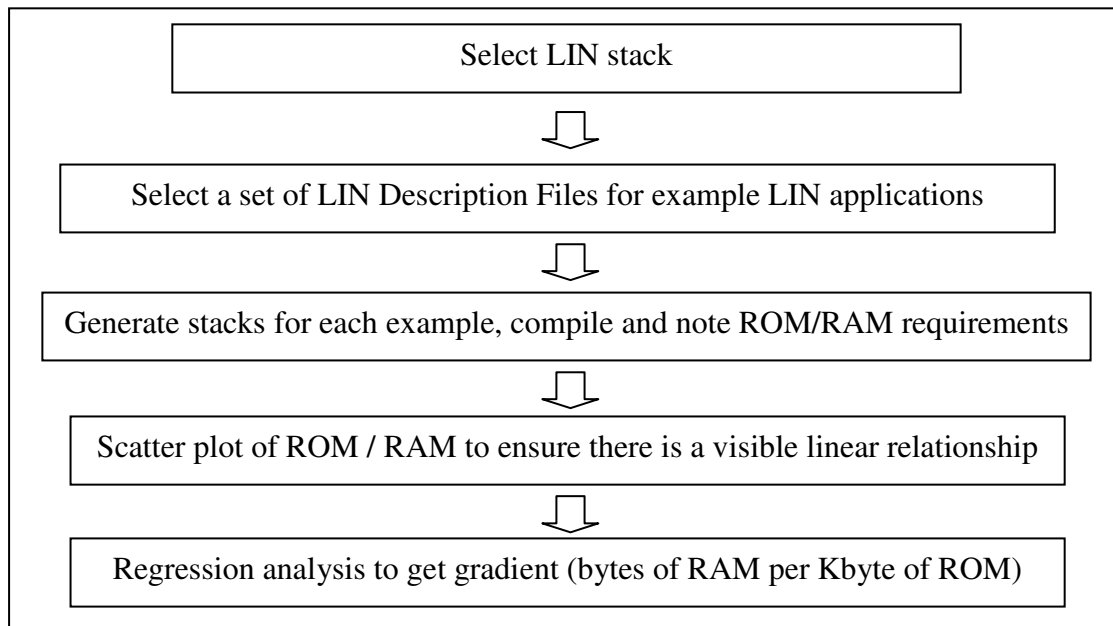 Select LIN stack
Select a set of LIN Description Files for example LIN applications
Generate stacks for each example, compile and note ROM/RAM requirements
Scatter plot of ROM / RAM to ensure there is a visible linear relationship
Regression analysis to get gradient (bytes of RAM per Kbyte of ROM)